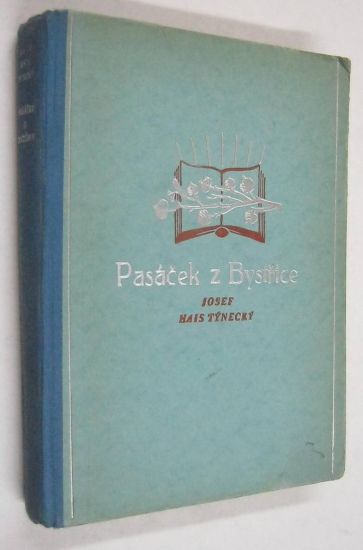 Pasáček z Bystřice
JOSEF
HAIS TÝNECKÝ